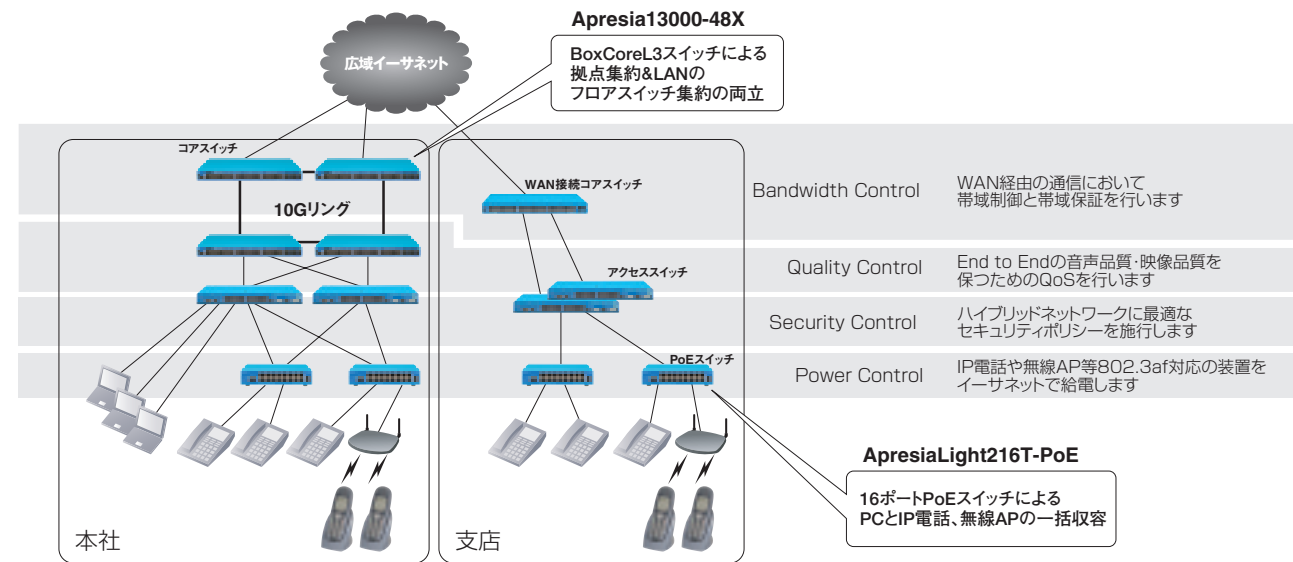 Apresia13000-48X
BoxCoreL3スイッチによる
拠点集約&LANの
フロアスイッチ集約の両立
広域イーサネット
コアスイッチ
10Gリング
WAN接続コアスイッチ
アクセススイッチ
PoEスイッチ
Bandwidth Control
WAN経由の通信において
帯域制御と帯域保証を行います
Quality Control
End to Endの音声品質・映像品質を
保つためのQoSを行います
Security Control
ハイブリッドネットワークに最適な
セキュリティポリシーを施行します
Power Control
IP電話や無線AP等802.3af対応の装置を
イーサネットで給電します
ApresiaLight216T-PoE
16ポートPoEスイッチによる
PCとIP電話、無線APの一括収容
本社
支店